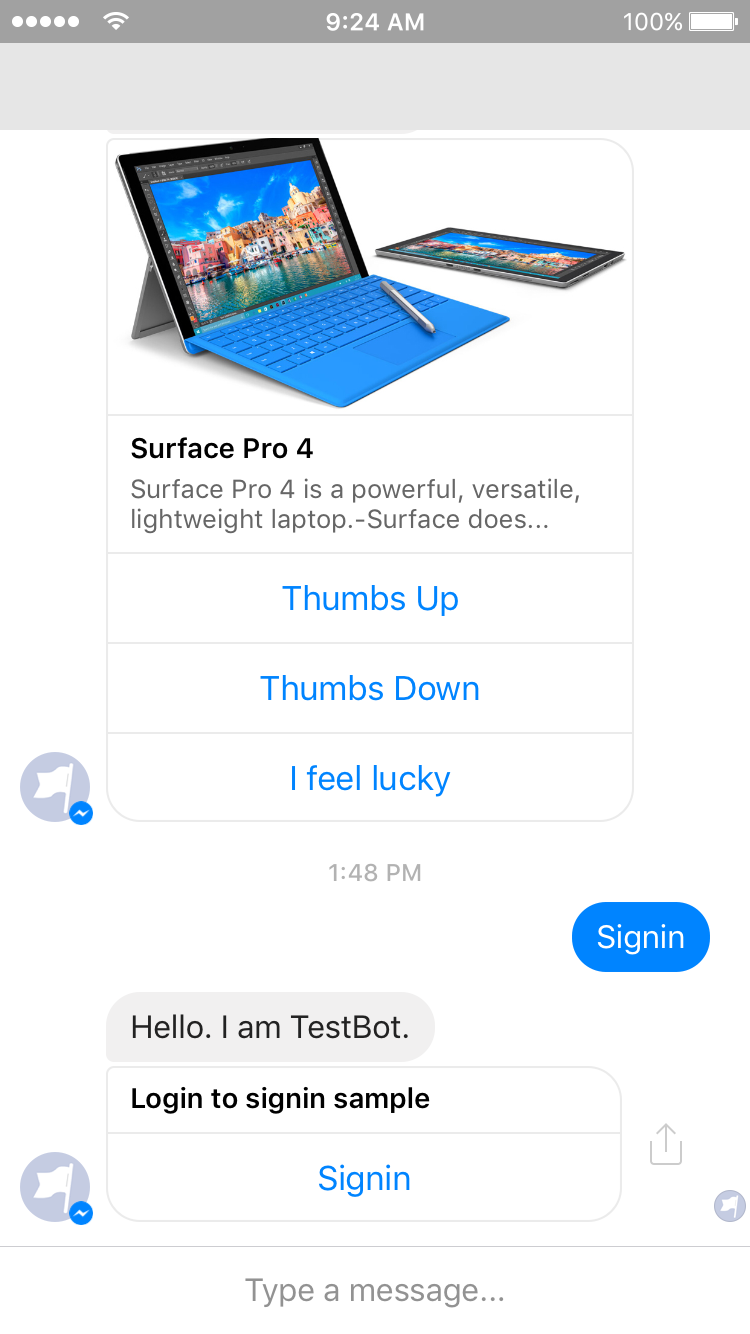 9:24 AM
100%
Surface Pro 4
Surface Pro 4 is a powerful, versatile,
lightweight laptop.-Surface does...
Thumbs Up
Thumbs Down
I feel lucky
1:48 PM
Signin
Hello. I am TestBot.
Login to signin sample
Signin
Type a message...